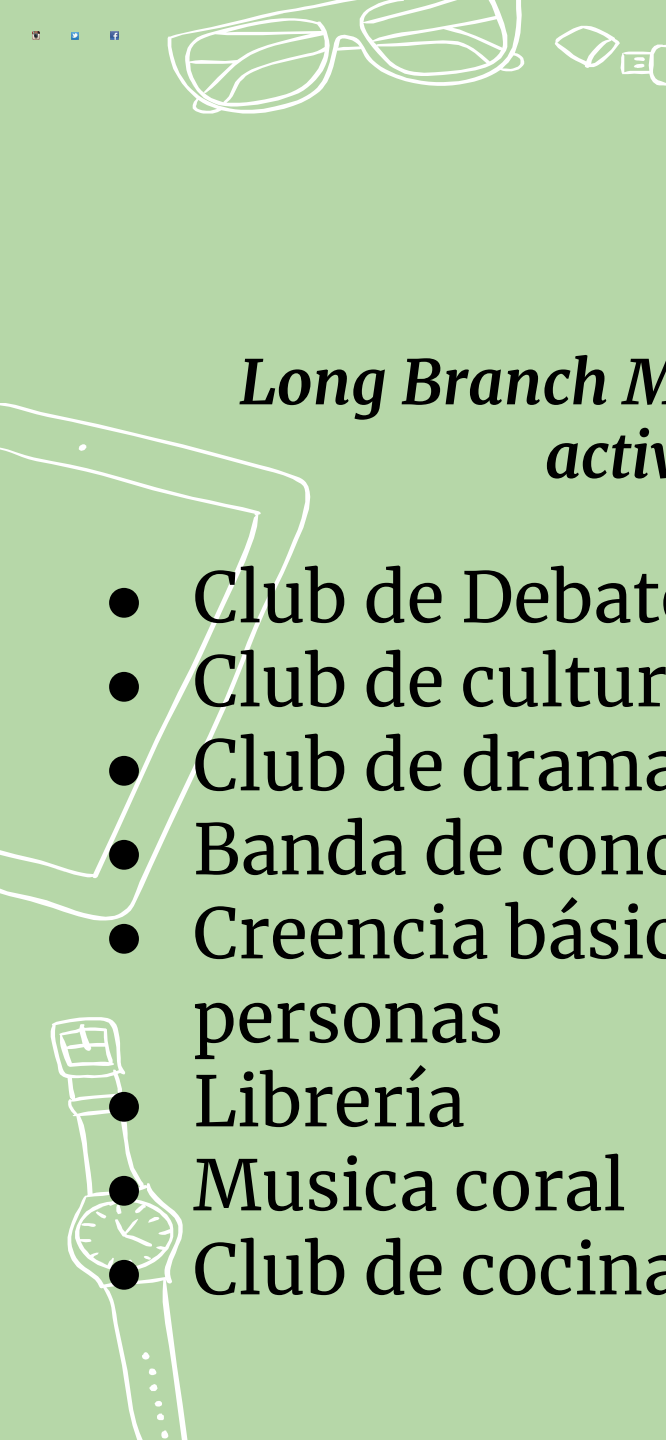 Long Branch M
activ
Club de Debate
Club de cultur
Club de drama
Banda de conc
Creencia básic
personas
Librería
Musica coral
Club de cocina